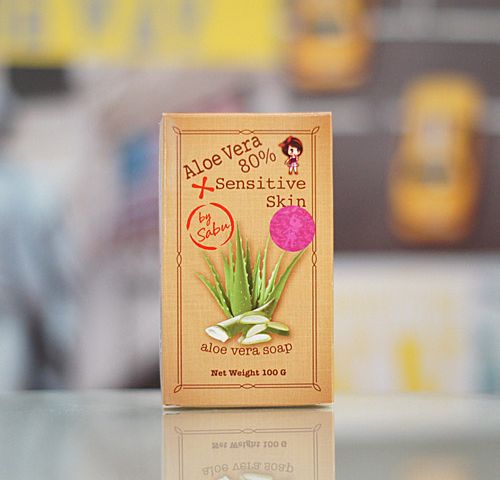 Aloe Vera
80%
x Sensitive
Skin
by
Sabu
aloe vera soap
Net Weight 100 G